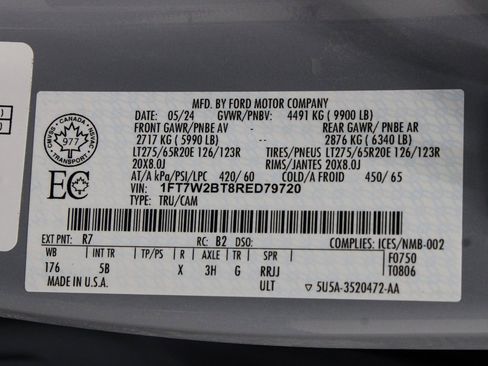 MFD. BY FORD MOTOR COMPANY
DATE: 05/24 GVWR/PNBV: 4491 KG ( 9900 LB)
FRONT GAWR/ PNBE AV REAR GAWR/ PNBE AR
2717 KG ( 5990 LB) 2876 KG ( 6340 LB)
LT275/65R20E 126/123R TIRES/PNEUS LT275/65R20E 126/123R
20X8.0J RIMS/JANTES 20X8.0J
AT/A kPa/PSI/LPC 420/ 60 COLD/A FROID 450/ 65
VIN: 1FT7W2BT8RED79720
TYPE: TRU/CAM
CANADA
977
TRANSPORT
EC
EXT PNT: R7 RC: B2 DSO: COMPLIES: ICES/NMB-002
WB INT TR TP/PS R AXLE TR SPR F0750
176 5B X 3H G RRJJ T0806
MADE IN U.S.A. ULT 5U5A-3520472-AA